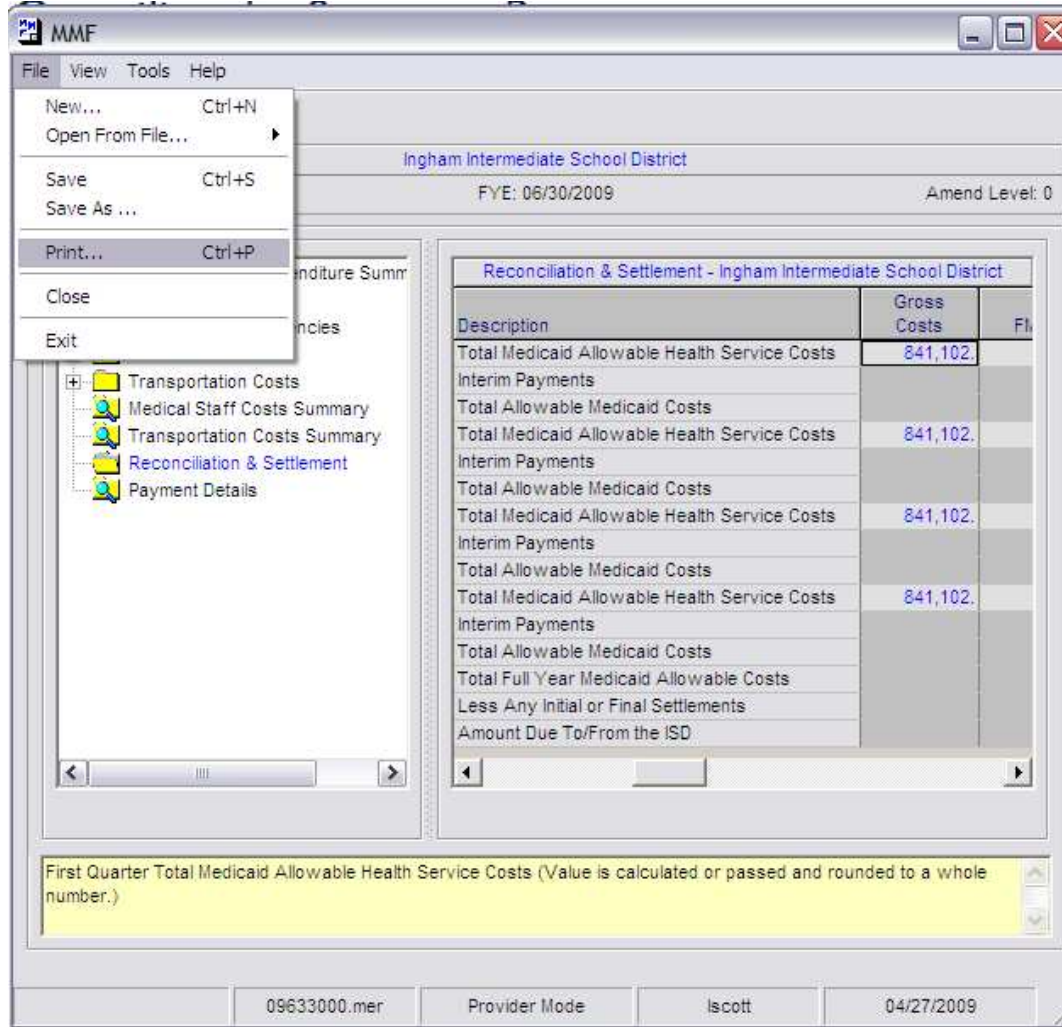 MMF
File View Tools Help
New... Ctrl+N
Open From File...
Save Ctrl+S
Save As ...
Print... Ctrl+P
Close
Exit
Ingham Intermediate School District
FYE: 06/30/2009 Amend Level: 0
Transportation Costs
Medical Staff Costs Summary
Transportation Costs Summary
Reconciliation & Settlement
Payment Details
Reconciliation & Settlement - Ingham Intermediate School District
Description Gross Costs
Total Medicaid Allowable Health Service Costs 841,102.
Interim Payments
Total Allowable Medicaid Costs
Total Medicaid Allowable Health Service Costs 841,102.
Interim Payments
Total Allowable Medicaid Costs
Total Medicaid Allowable Health Service Costs 841,102.
Interim Payments
Total Allowable Medicaid Costs
Total Medicaid Allowable Health Service Costs 841,102.
Interim Payments
Total Allowable Medicaid Costs
Total Full Year Medicaid Allowable Costs
Less Any Initial or Final Settlements
Amount Due To/From the ISD
First Quarter Total Medicaid Allowable Health Service Costs (Value is calculated or passed and rounded to a whole
number.)
09633000.mer Provider Mode lscott 04/27/2009